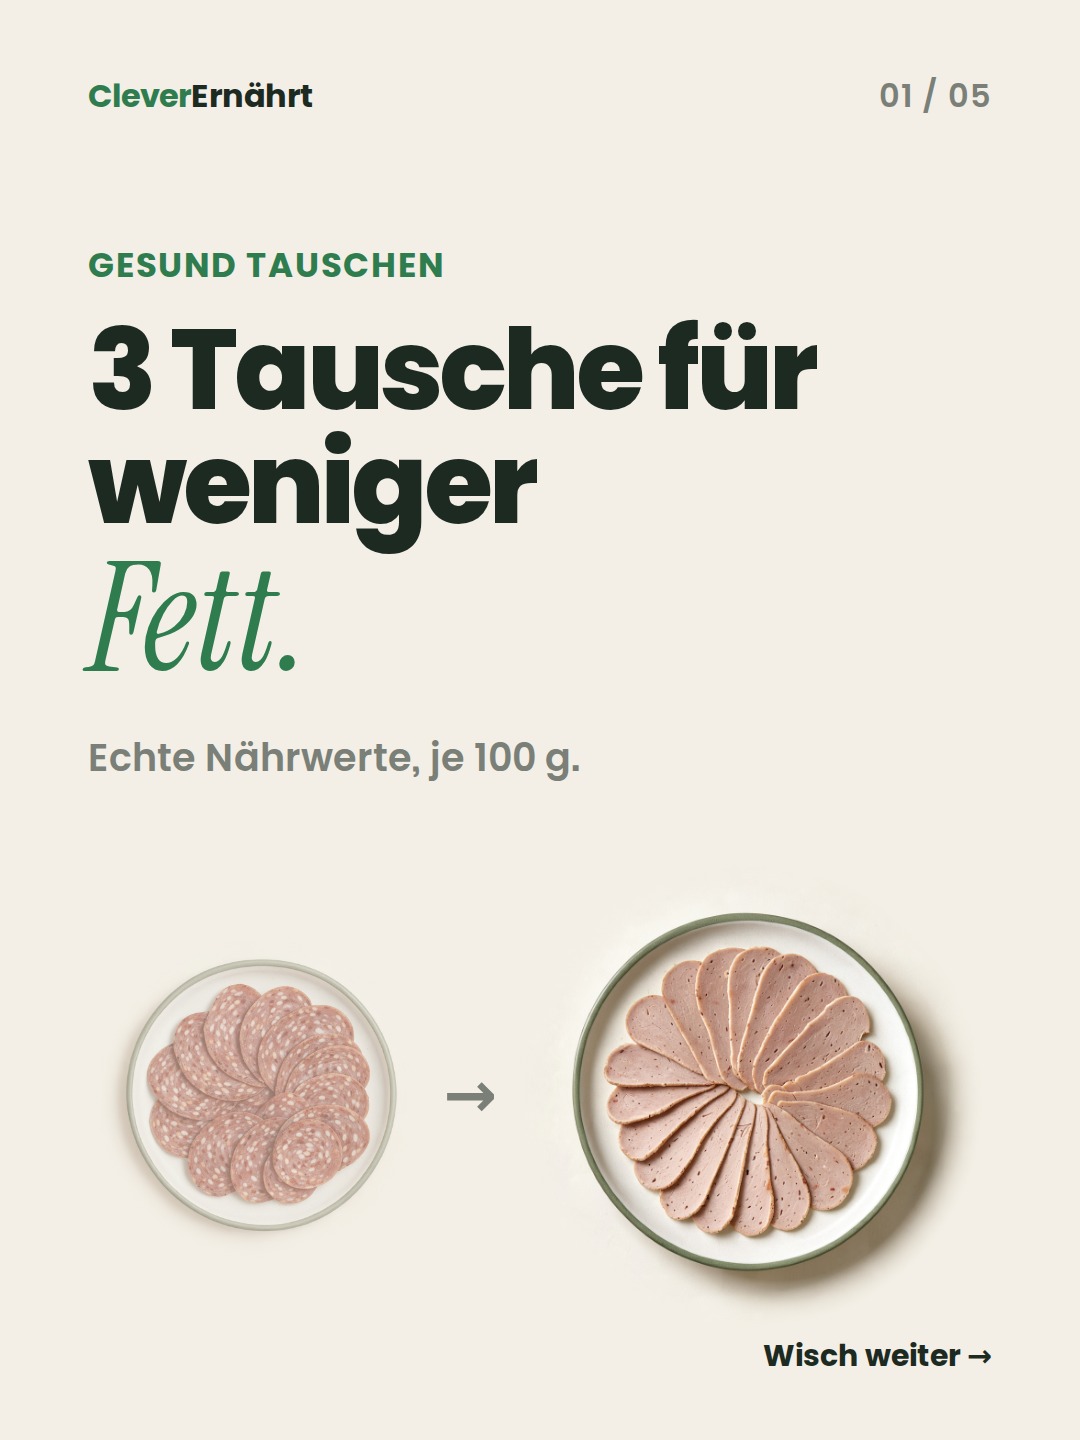 CleverErnährt
01 / 05
GESUND TAUSCHEN
3 Tausche für
weniger
Fett.
Echte Nährwerte, je 100 g.
→
Wisch weiter →